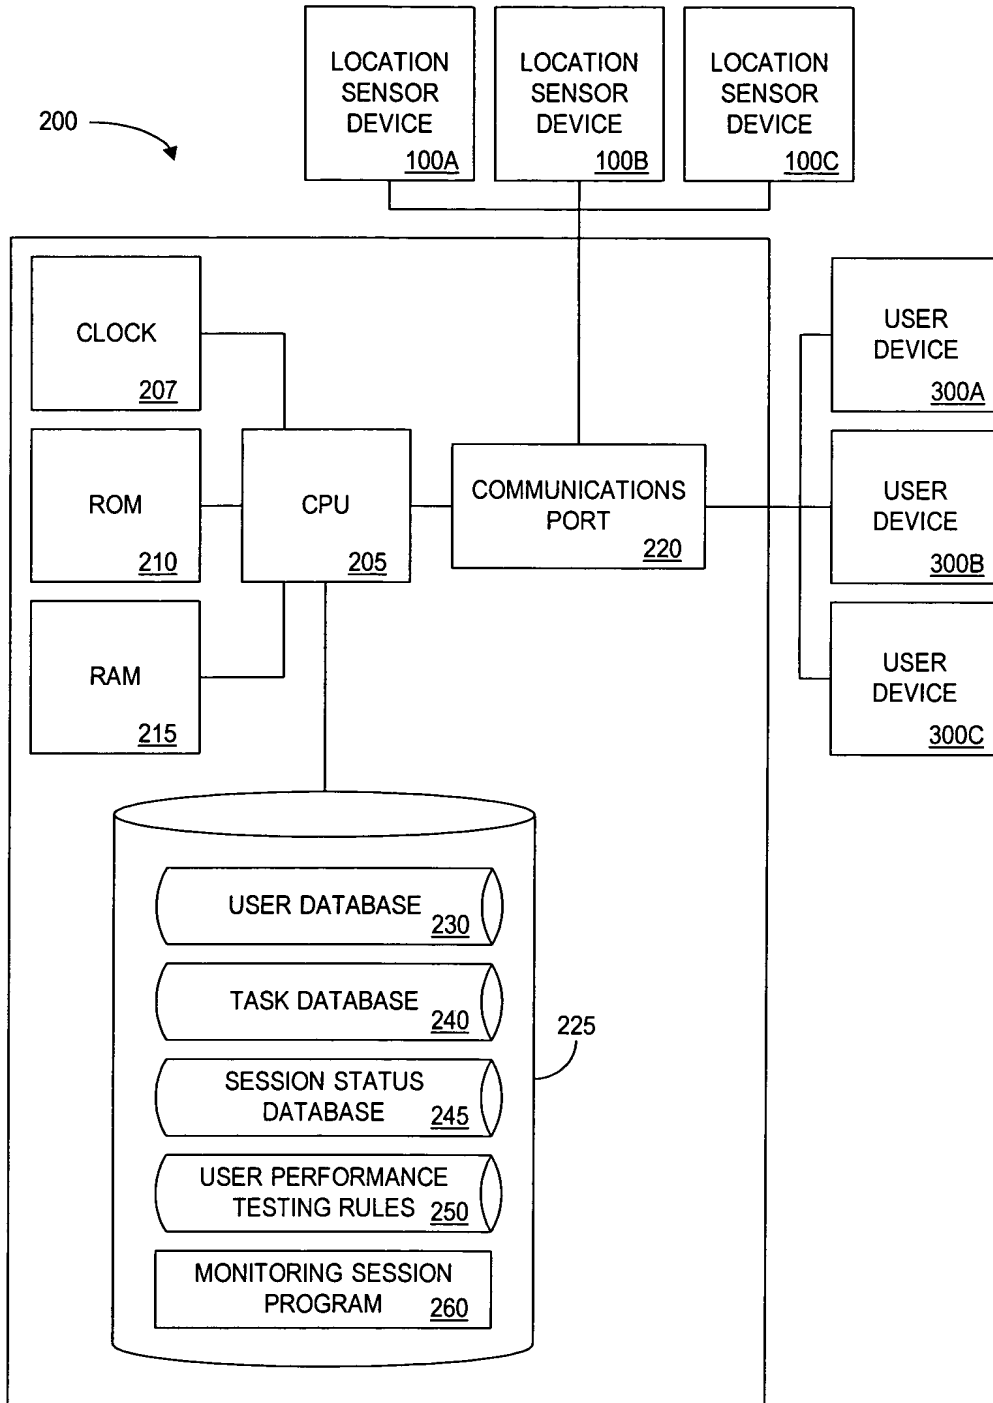 LOCATION
SENSOR
DEVICE
100A
LOCATION
SENSOR
DEVICE
100B
LOCATION
SENSOR
DEVICE
100C
200
CLOCK
207
ROM
210
RAM
215
CPU
205
COMMUNICATIONS
PORT
220
USER
DEVICE
300A
USER
DEVICE
300B
USER
DEVICE
300C
USER DATABASE
230
TASK DATABASE
240
SESSION STATUS
DATABASE
245
USER PERFORMANCE
TESTING RULES
250
MONITORING SESSION
PROGRAM
260
225